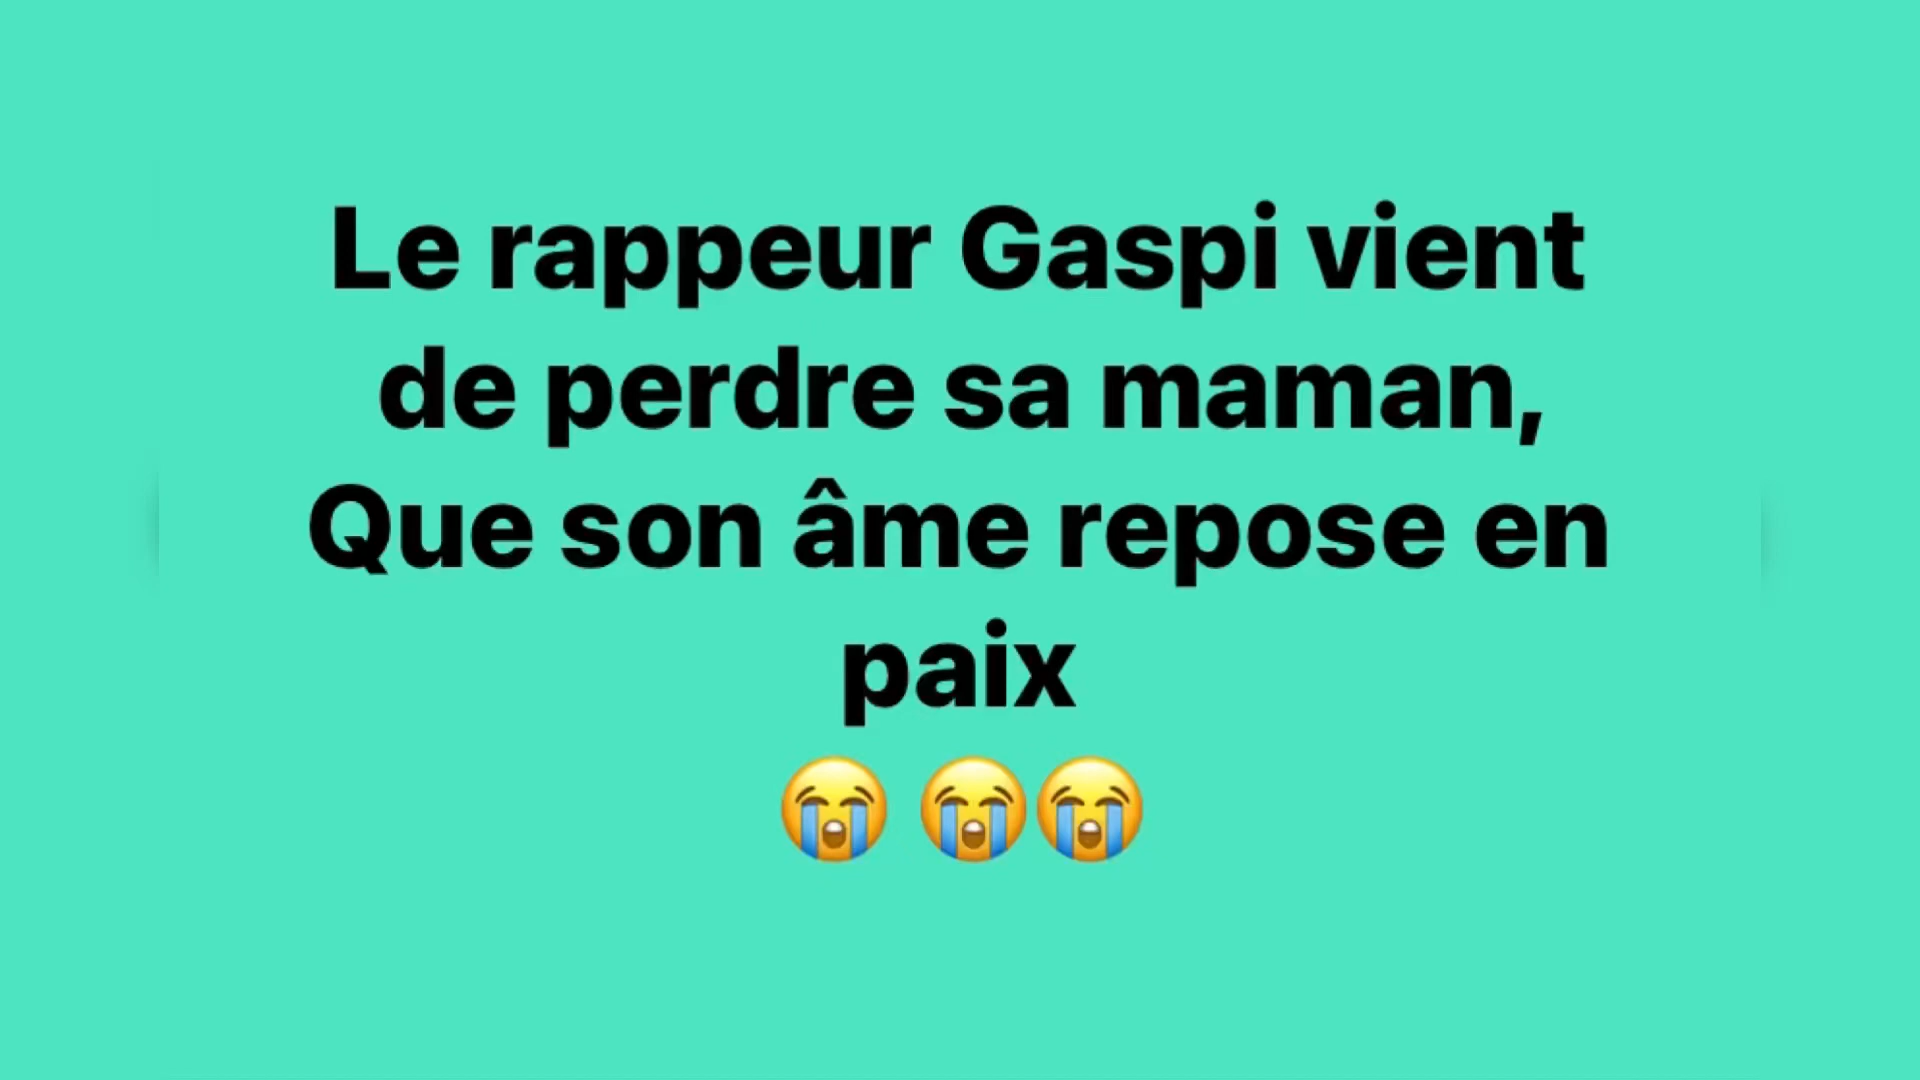 Le rappeur Gaspi vient
de perdre sa maman,
Que son âme repose en
paix
😭 😭😭